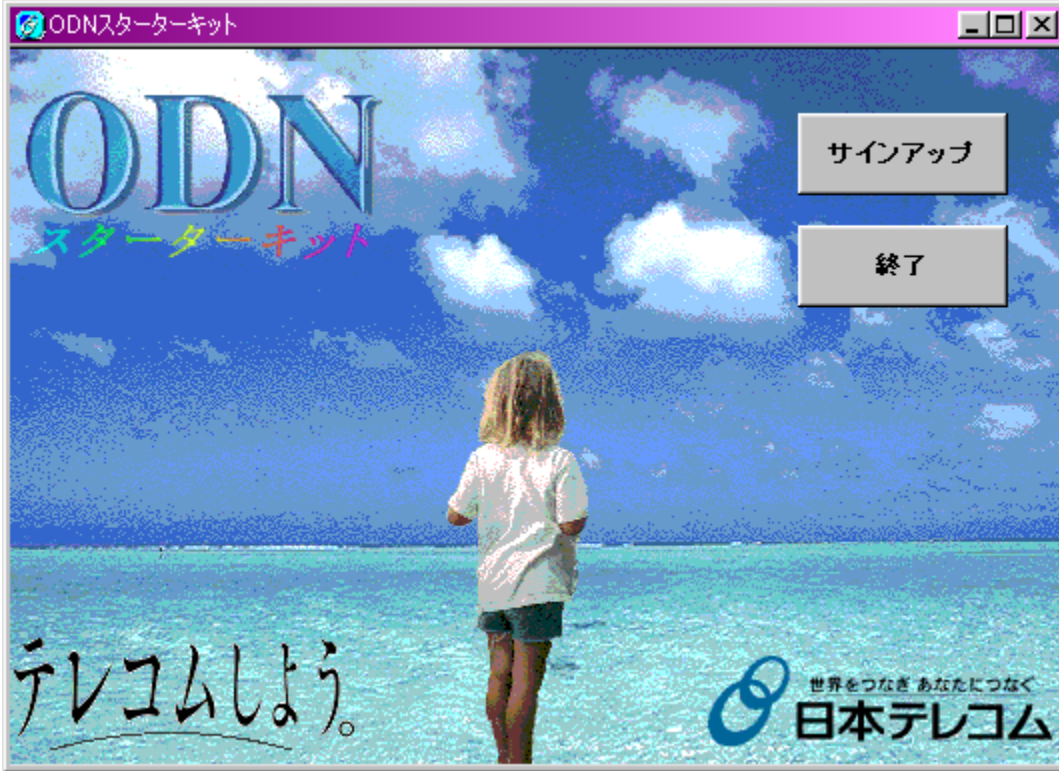 ODNスターターキット
ODN
スターターキット
サインアップ
終了
テレコムしよう。
世界をつなぎ あなたにつなぐ
日本テレコム